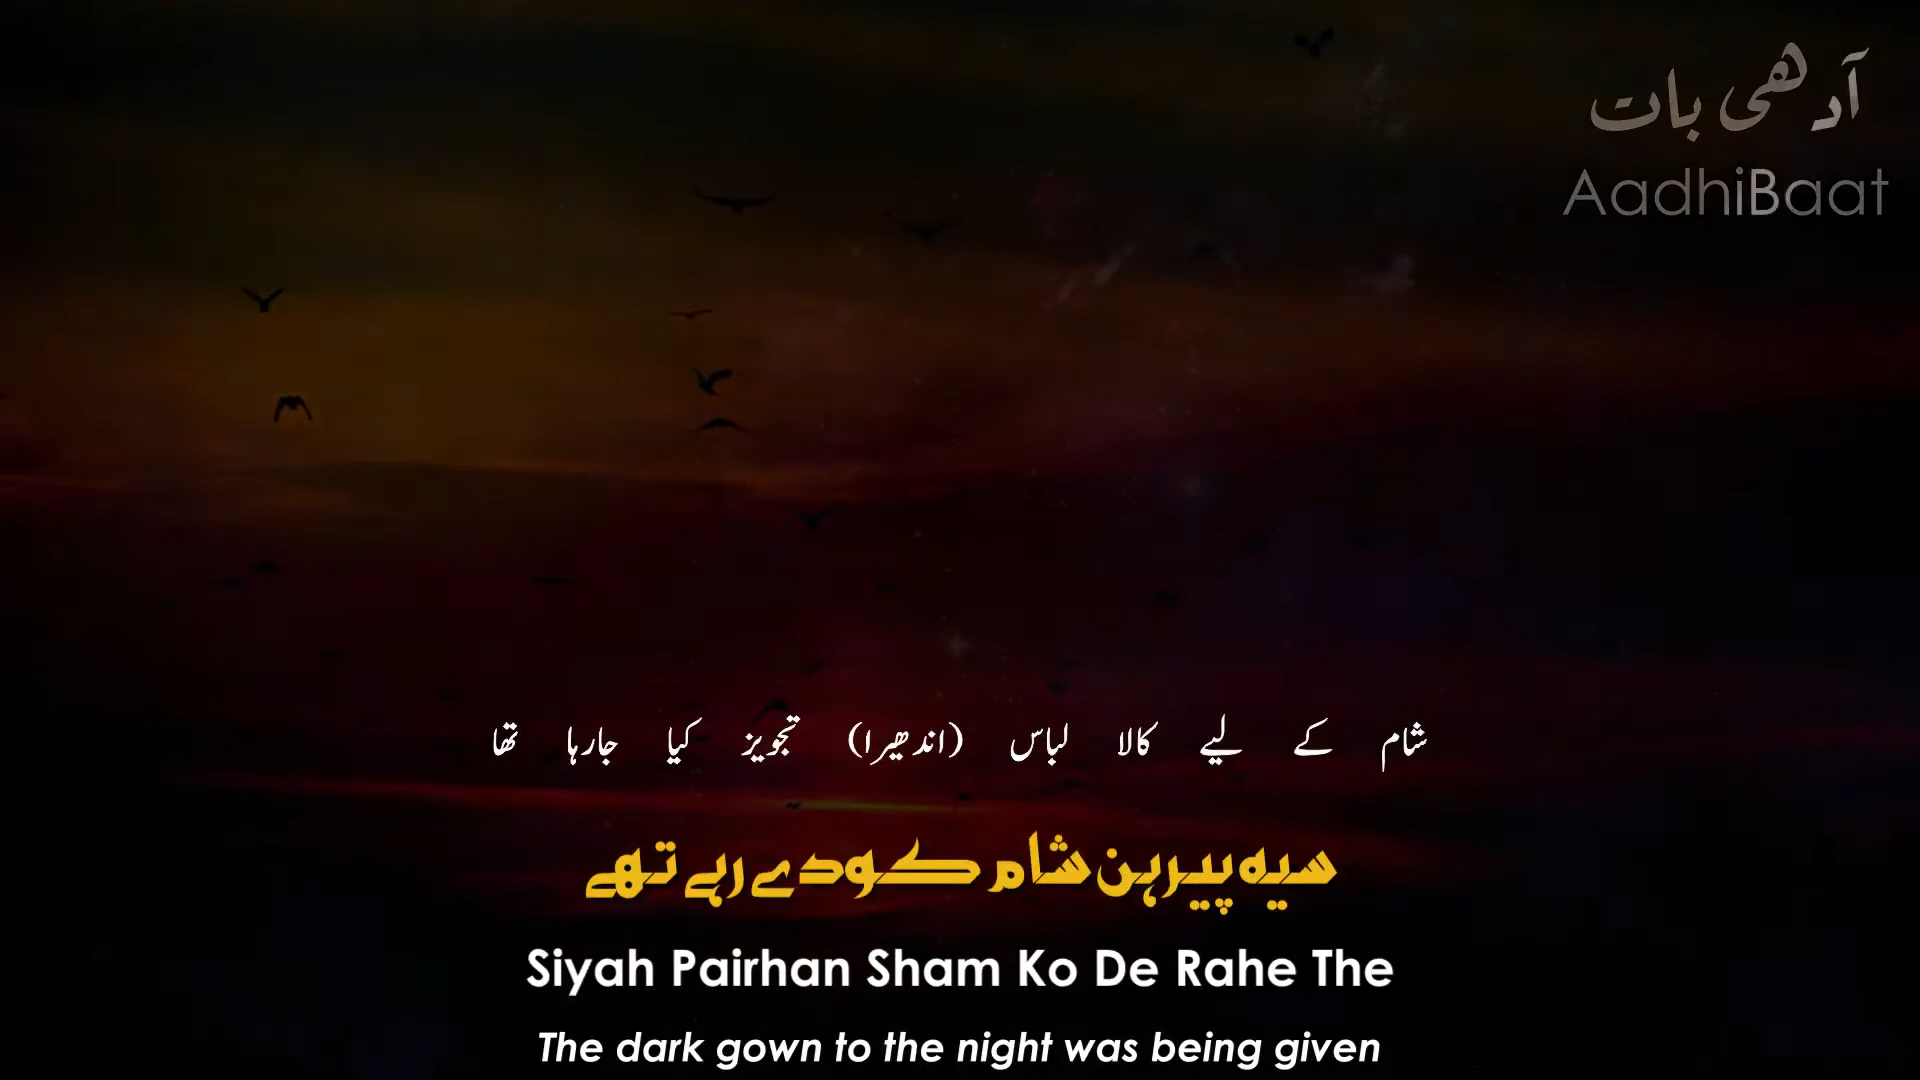 آدھی بات
AadhiBaat
شام کے لیے کالا لباس (اندھیرا) تجویز کیا جارہا تھا
سیہ پیرہن شام کو دے رہے تھے
Siyah Pairhan Sham Ko De Rahe The
The dark gown to the night was being given